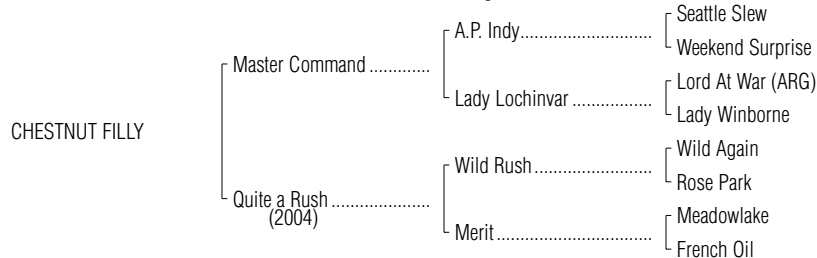 Seattle Slew
A.P. Indy
Weekend Surprise
Master Command
Lord At War (ARG)
Lady Lochinvar
Lady Winborne
CHESTNUT FILLY
Wild Again
Wild Rush
Rose Park
Quite a Rush
(2004)
Meadowlake
Merit
French Oil